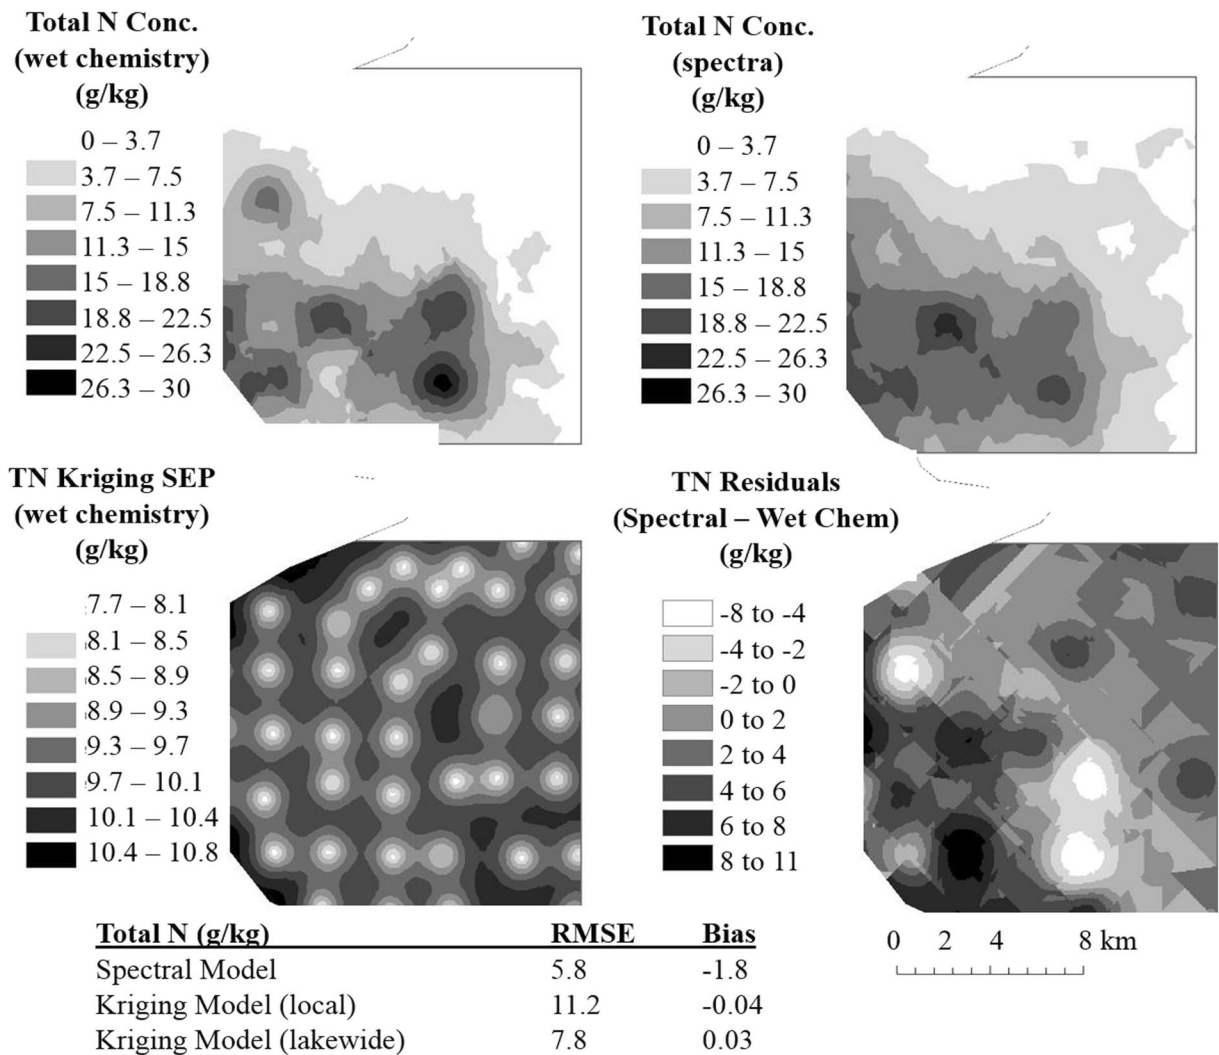 Total N Conc.
(wet chemistry)
(g/kg)
0 – 3.7
3.7 – 7.5
7.5 – 11.3
11.3 – 15
15 – 18.8
18.8 – 22.5
22.5 – 26.3
26.3 – 30
Total N Conc.
(spectra)
(g/kg)
0 – 3.7
3.7 – 7.5
7.5 – 11.3
11.3 – 15
15 – 18.8
18.8 – 22.5
22.5 – 26.3
26.3 – 30
TN Kriging SEP
(wet chemistry)
(g/kg)
7.7 – 8.1
8.1 – 8.5
8.5 – 8.9
8.9 – 9.3
9.3 – 9.7
9.7 – 10.1
10.1 – 10.4
10.4 – 10.8
TN Residuals
(Spectral – Wet Chem)
(g/kg)
-8 to -4
-4 to -2
-2 to 0
0 to 2
2 to 4
4 to 6
6 to 8
8 to 11
0 2 4 8 km
Total N (g/kg) RMSE Bias
Spectral Model 5.8 -1.8
Kriging Model (local) 11.2 -0.04
Kriging Model (lakewide) 7.8 0.03